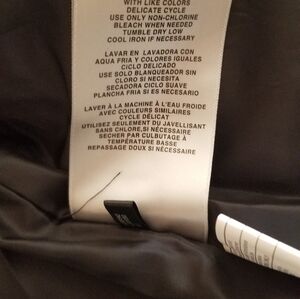 WITH LIKE COLORS
DELICATE CYCLE
USE ONLY NON-CHLORINE
BLEACH WHEN NEEDED
TUMBLE DRY LOW
COOL IRON IF NECESSARY
LAVAR EN LAVADORA CON
AQUA FRIA Y COLORES IGUALES
CICLO DELICADO
USE SOLO BLANQUEADOR SIN
CLORO SI NECESITA
SECADORA CICLO SUAVE
PLANCHA FRIA SI ES NECESARIO
LAVER À LA MACHINE À L'EAU FROIDE
AVEC COULEURS SIMILAIRES
CYCLE DÉLICAT
UTILISEZ SEULEMENT DU JAVELLISANT
SANS CHLORE,SI NÉCESSAIRE
SÉCHER PAR CULBUTAGE À
TEMPÉRATURE BASSE
REPASSAGE DOUX SI NÉCESSAIRE